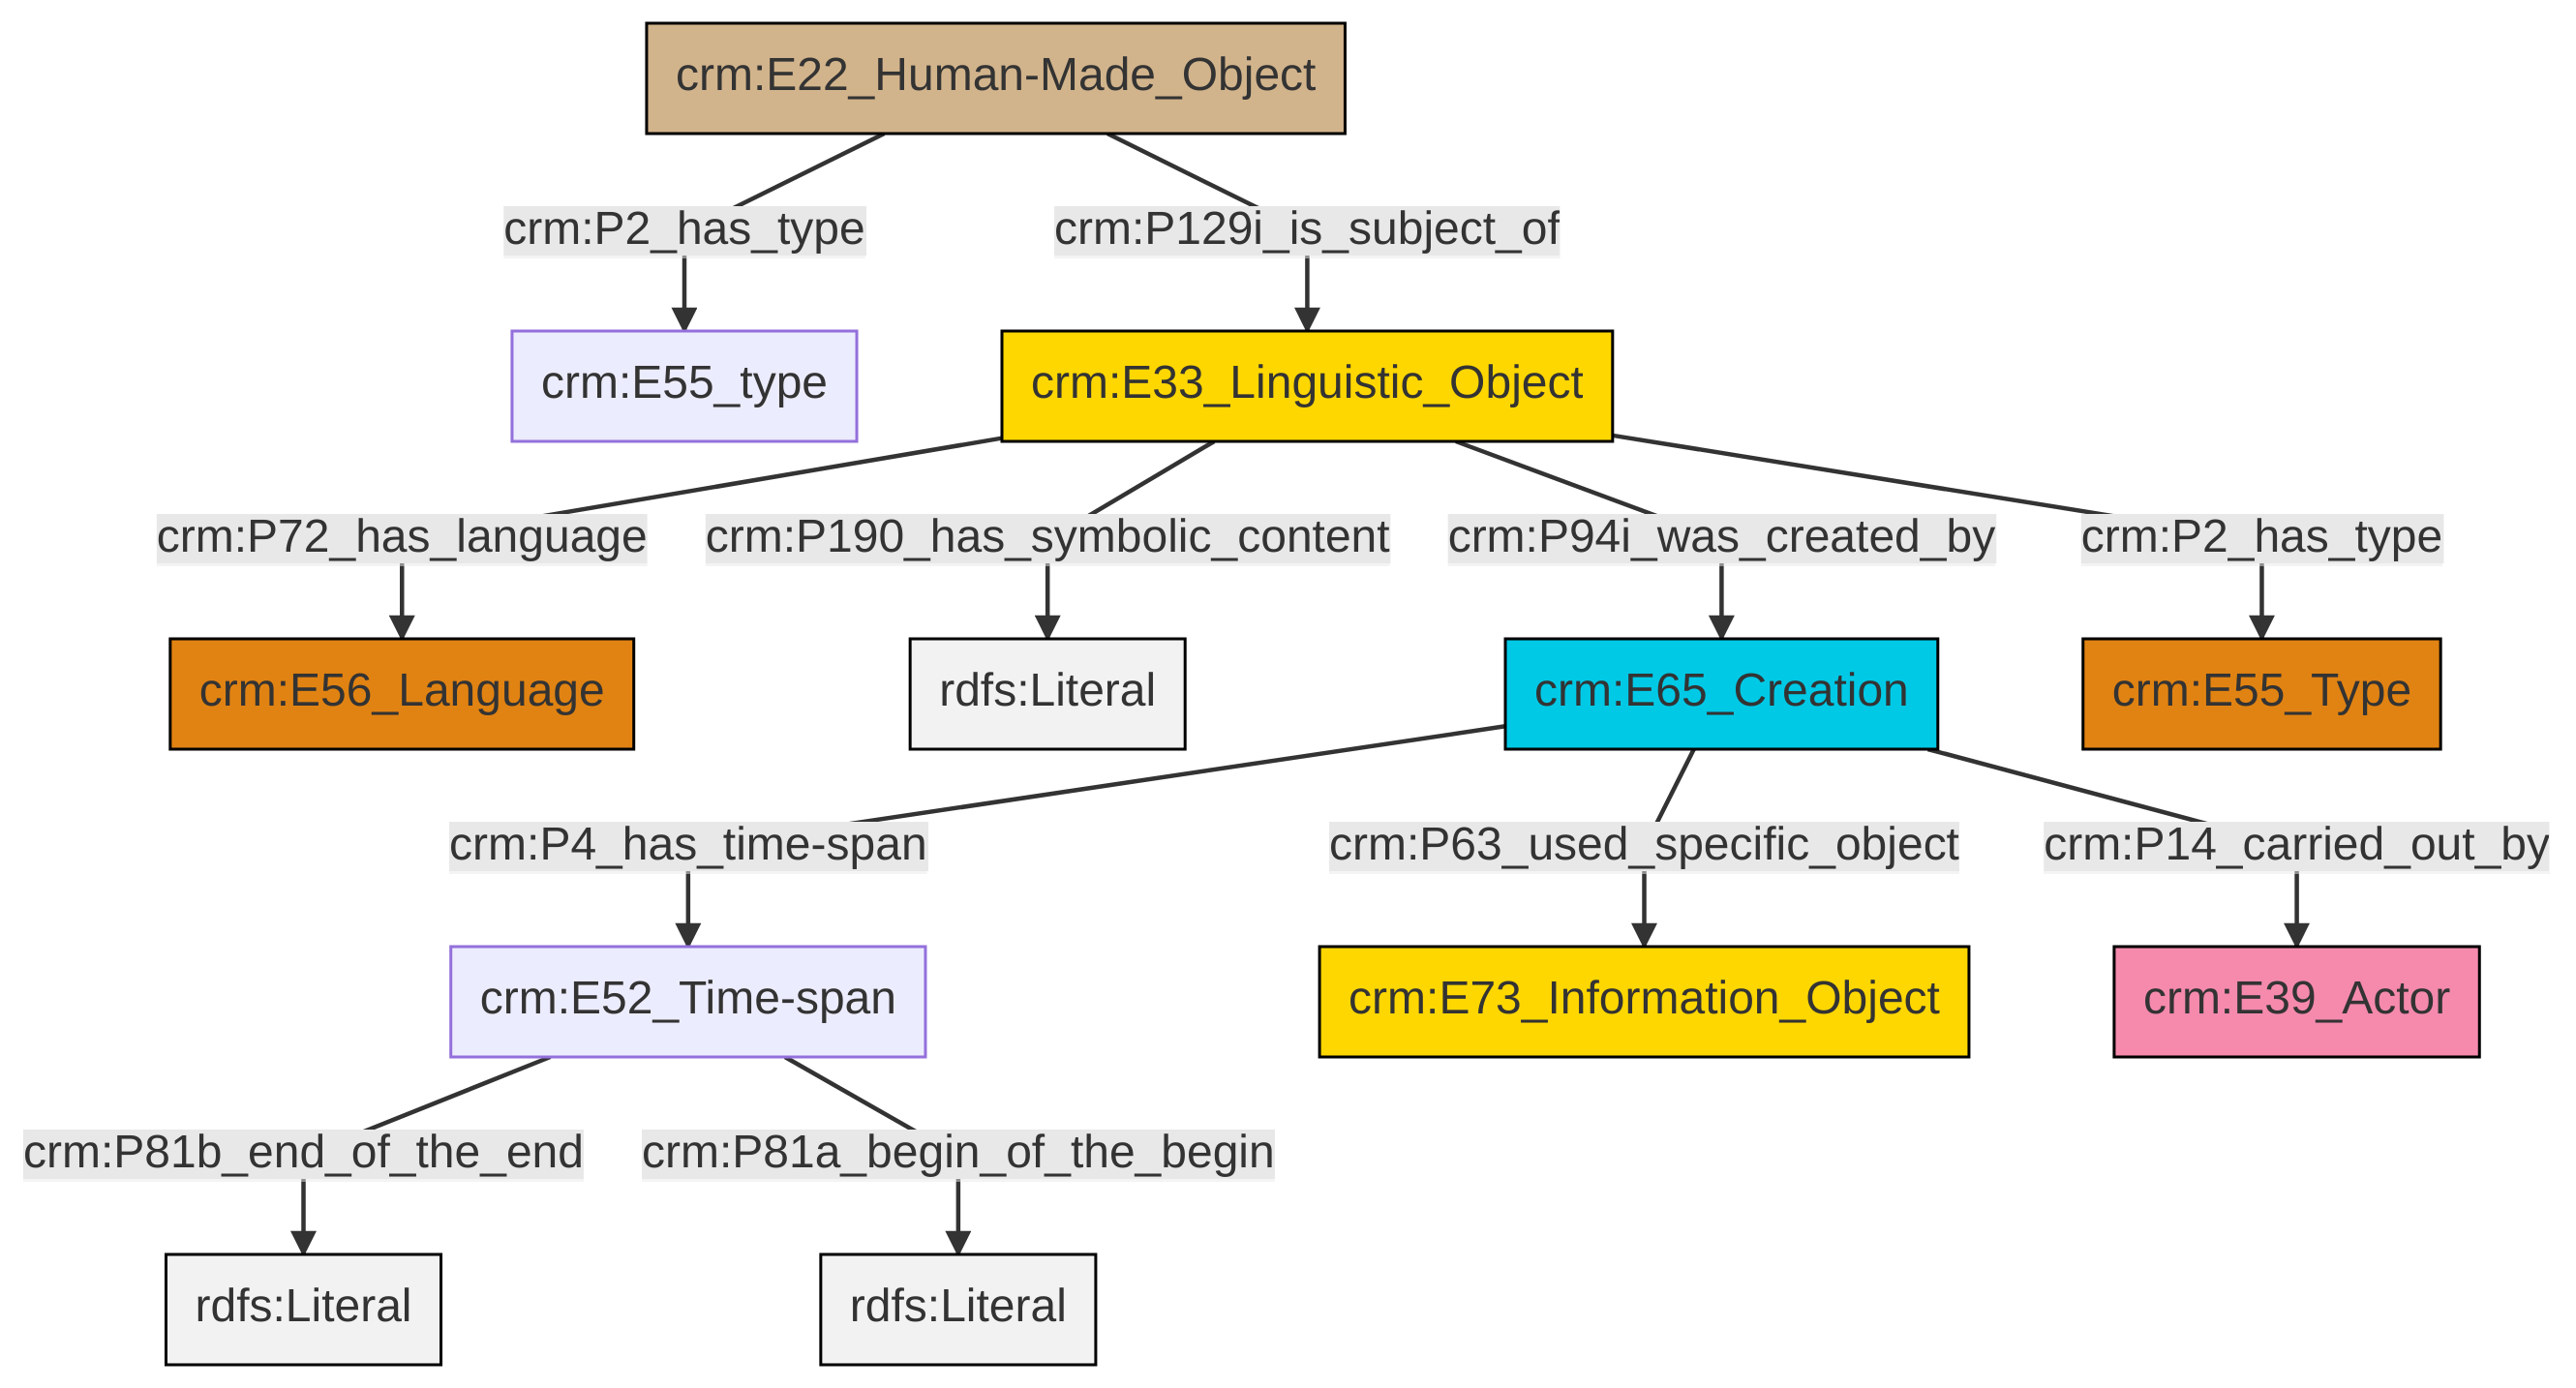 crm:E22_Human-Made_Object
crm:P2_has_type
crm:P129i_is_subject_of
crm:E55_type
crm:E33_Linguistic_Object
crm:P72_has_language
crm:P190_has_symbolic_content
crm:P94i_was_created_by
crm:P2_has_type
crm:E56_Language
rdfs:Literal
crm:E65_Creation
crm:E55_Type
crm:P4_has_time-span
crm:P63_used_specific_object
crm:P14_carried_out_by
crm:E52_Time-span
crm:E73_Information_Object
crm:E39_Actor
crm:P81b_end_of_the_end
crm:P81a_begin_of_the_begin
rdfs:Literal
rdfs:Literal